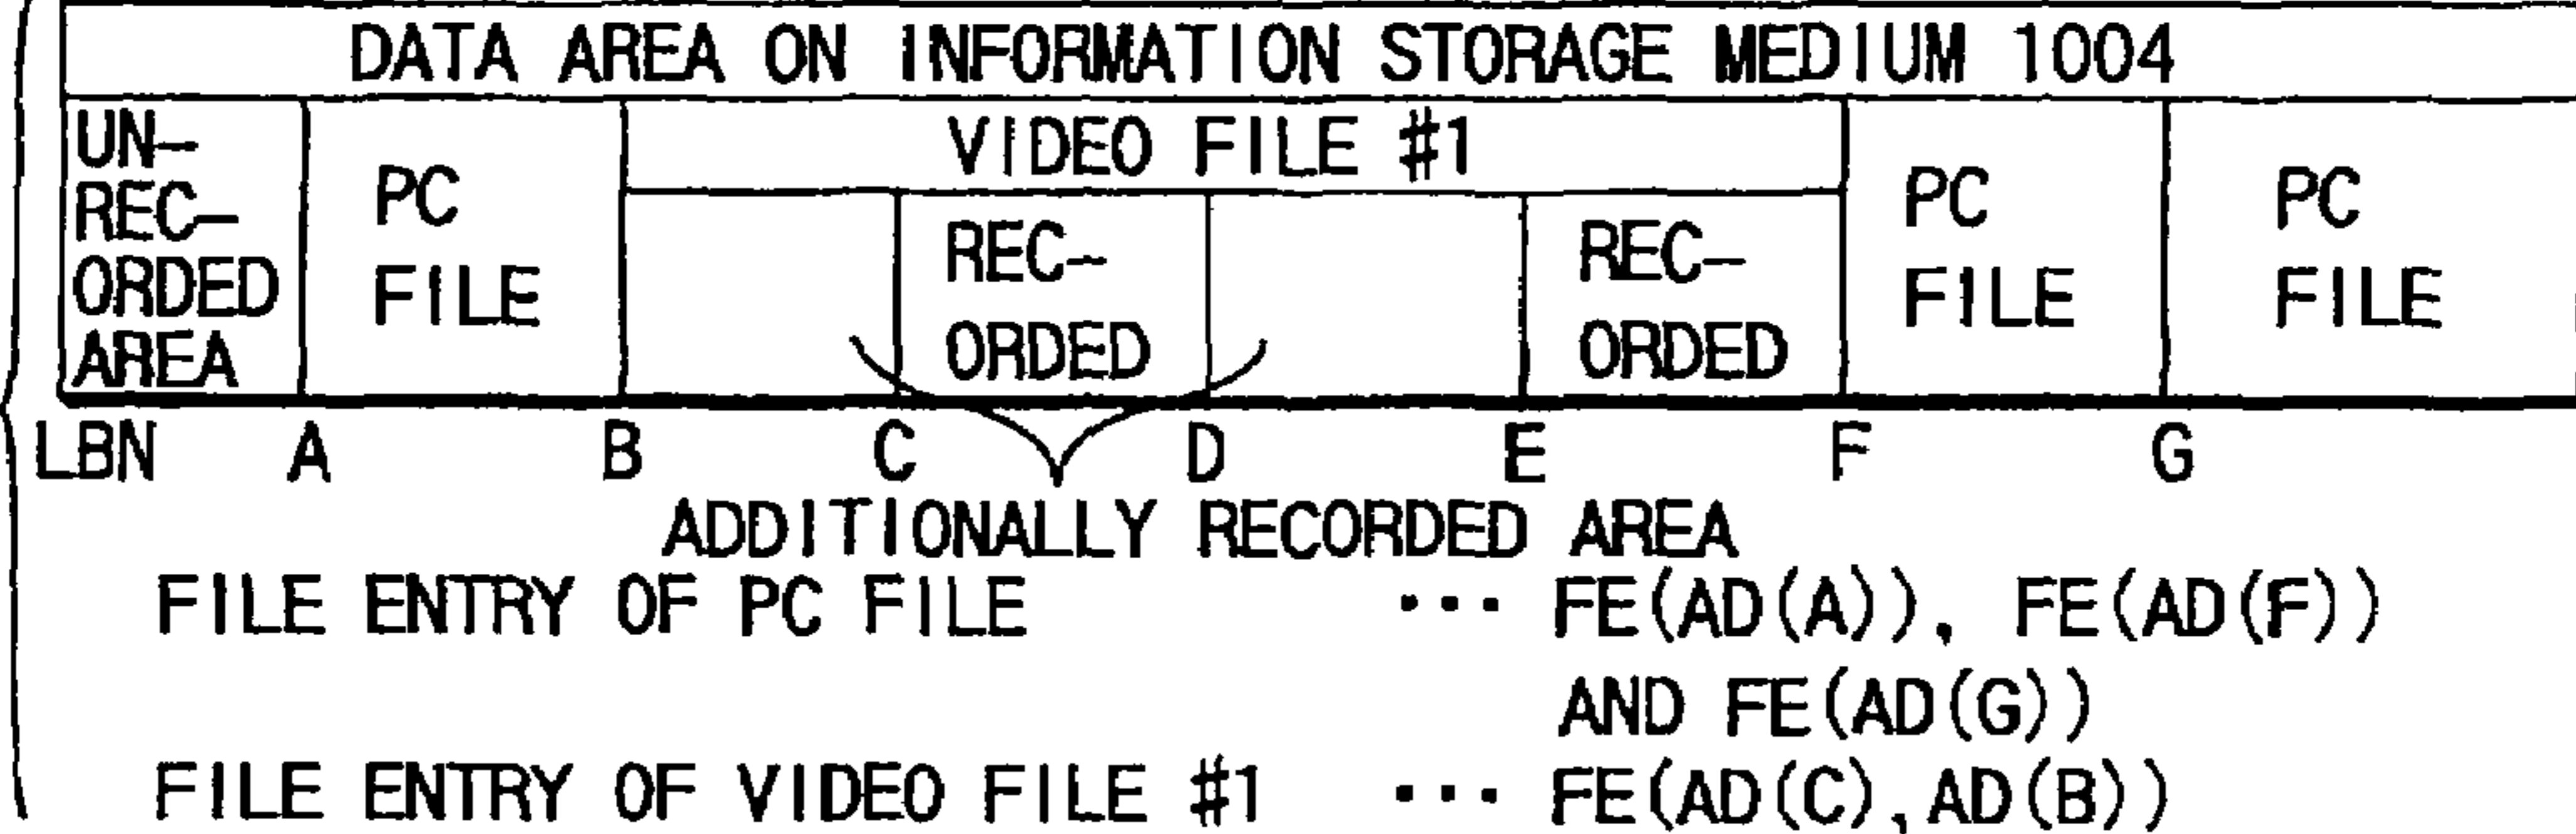 DATA AREA ON INFORMATION STORAGE MEDIUM 1004
UN-
REC-
ORDED
AREA
PC
FILE
VIDEO FILE #1
REC-
ORDED
REC-
ORDED
PC
FILE
PC
FILE
LBN A B C D E F G
ADDITIONALLY RECORDED AREA
FILE ENTRY OF PC FILE ··· FE(AD(A)), FE(AD(F))
AND FE(AD(G))
FILE ENTRY OF VIDEO FILE #1 ··· FE(AD(C),AD(B))